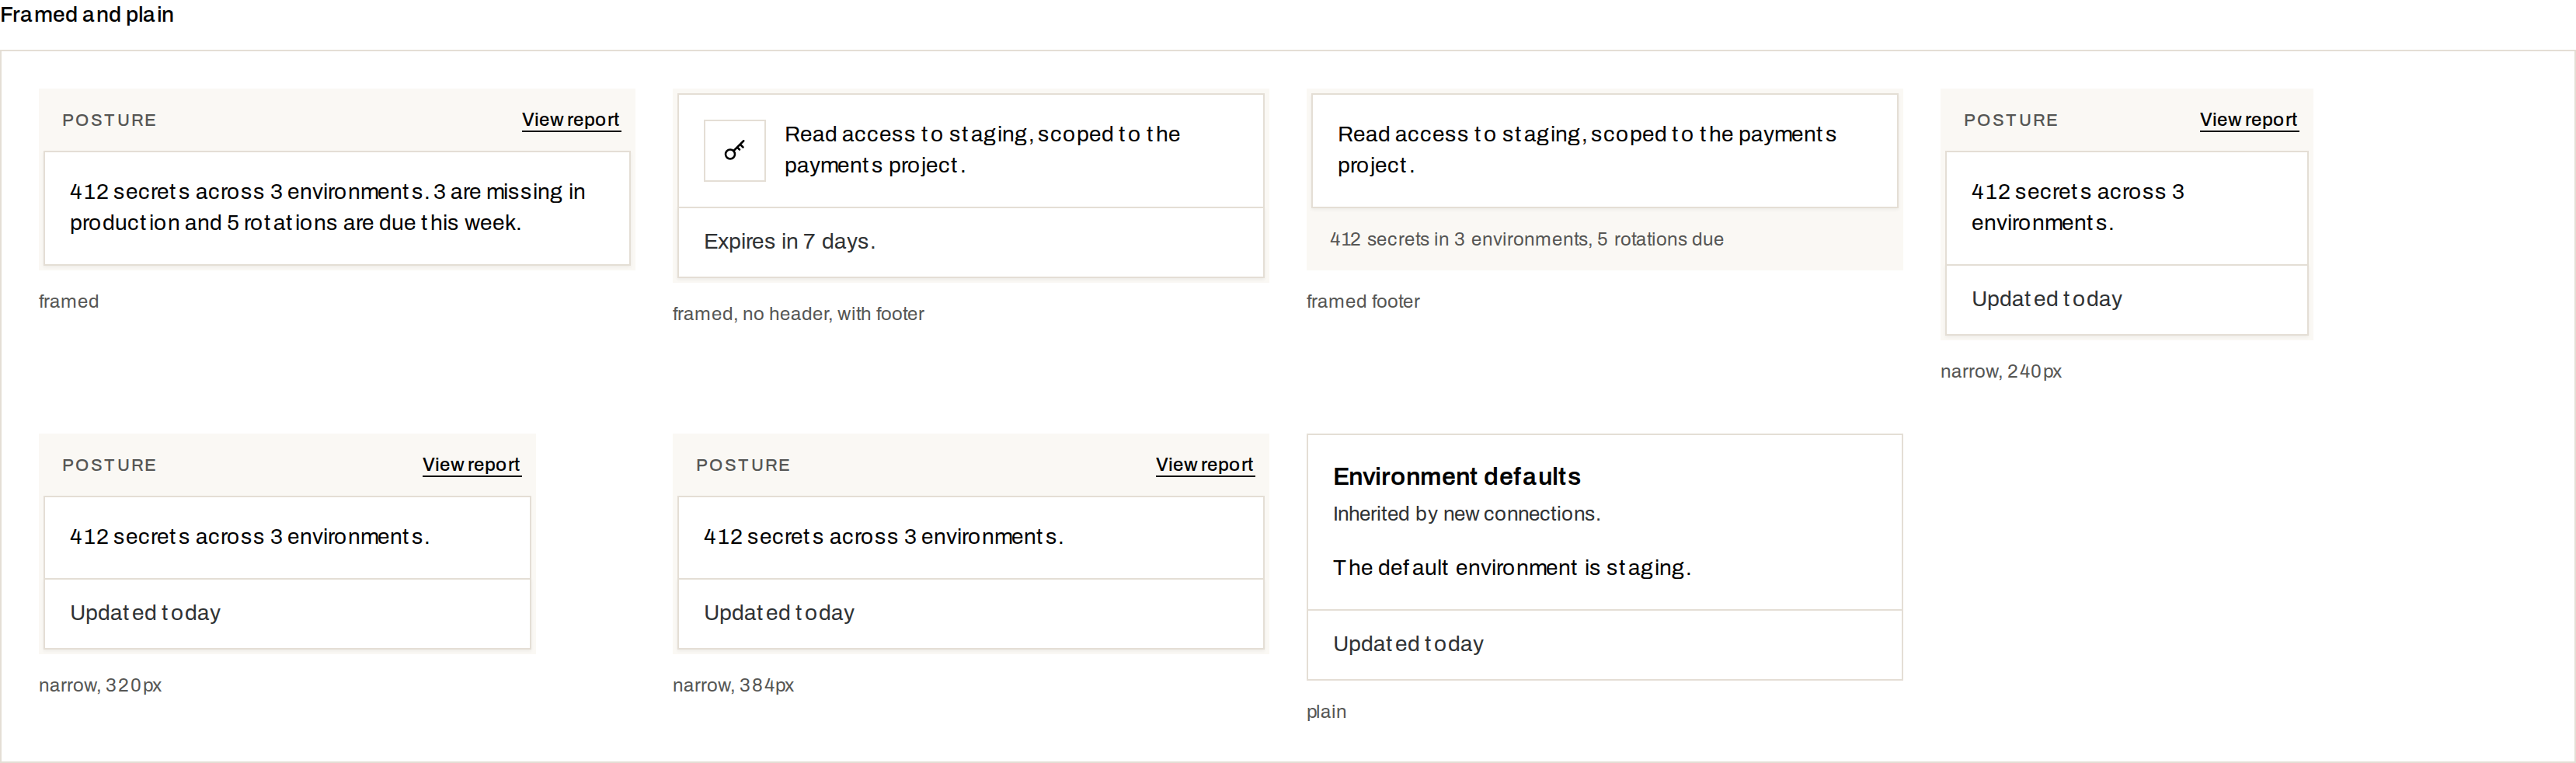 Framed and plain
POSTURE
View report
412 secrets across 3 environments. 3 are missing in
production and 5 rotations are due this week.
framed
Read access to staging, scoped to the
payments project.
Expires in 7 days.
framed, no header, with footer
Read access to staging, scoped to the payments
project.
412 secrets in 3 environments, 5 rotations due
framed footer
POSTURE
View report
412 secrets across 3
environments.
Updated today
narrow, 240px
POSTURE
View report
412 secrets across 3 environments.
Updated today
narrow, 320px
POSTURE
View report
412 secrets across 3 environments.
Updated today
narrow, 384px
Environment defaults
Inherited by new connections.
The default environment is staging.
Updated today
plain